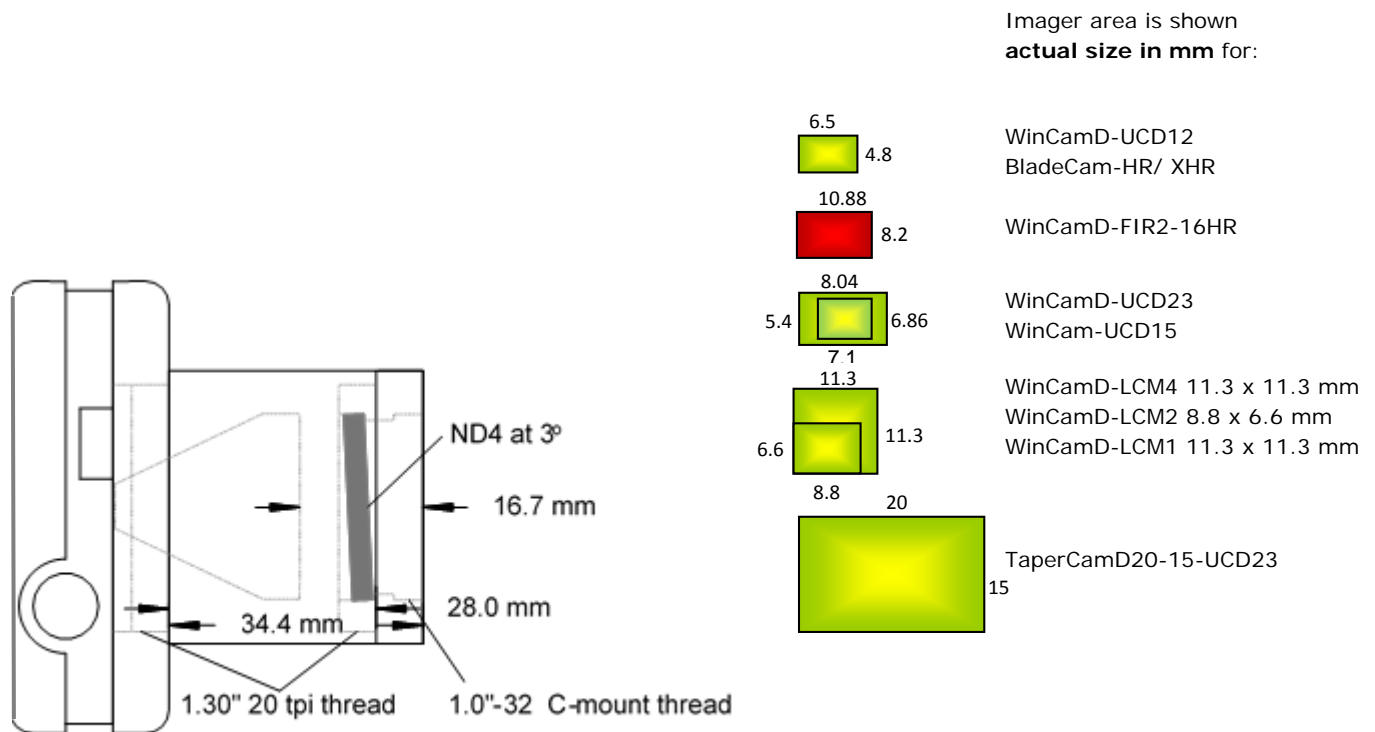 Imager area is shown
actual size in mm for:
6.5
4.8
WinCamD-UCD12
BladeCam-HR/ XHR
10.88
8.2
WinCamD-FIR2-16HR
8.04
5.4
6.86
7.1
WinCamD-UCD23
WinCam-UCD15
11.3
11.3
6.6
8.8
WinCamD-LCM4 11.3 x 11.3 mm
WinCamD-LCM2 8.8 x 6.6 mm
WinCamD-LCM1 11.3 x 11.3 mm
20
15
TaperCamD20-15-UCD23
ND4 at 3º
16.7 mm
28.0 mm
34.4 mm
1.30" 20 tpi thread
1.0"-32 C-mount thread